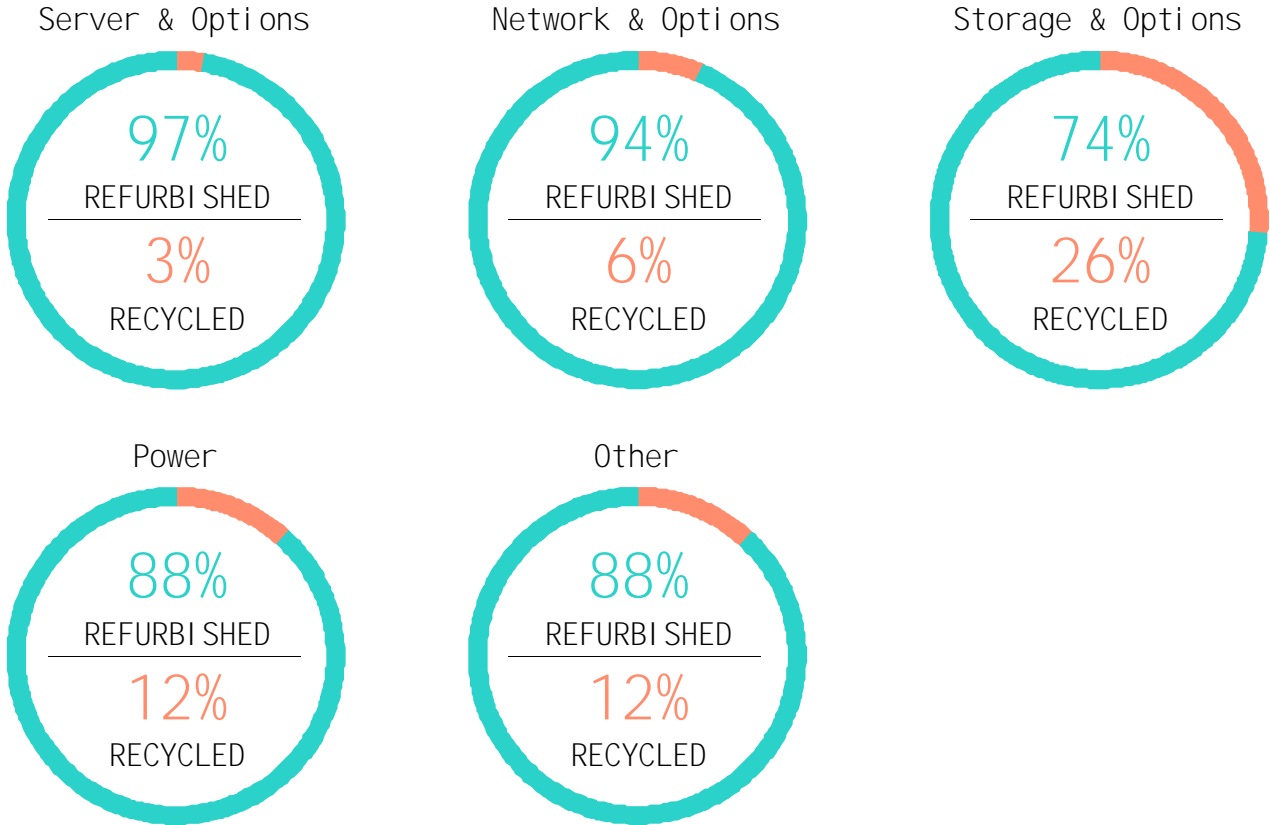 Server & Options
97%
REFURBISHED
3%
RECYCLED
Network & Options
94%
REFURBISHED
6%
RECYCLED
Storage & Options
74%
REFURBISHED
26%
RECYCLED
Power
88%
REFURBISHED
12%
RECYCLED
Other
88%
REFURBISHED
12%
RECYCLED